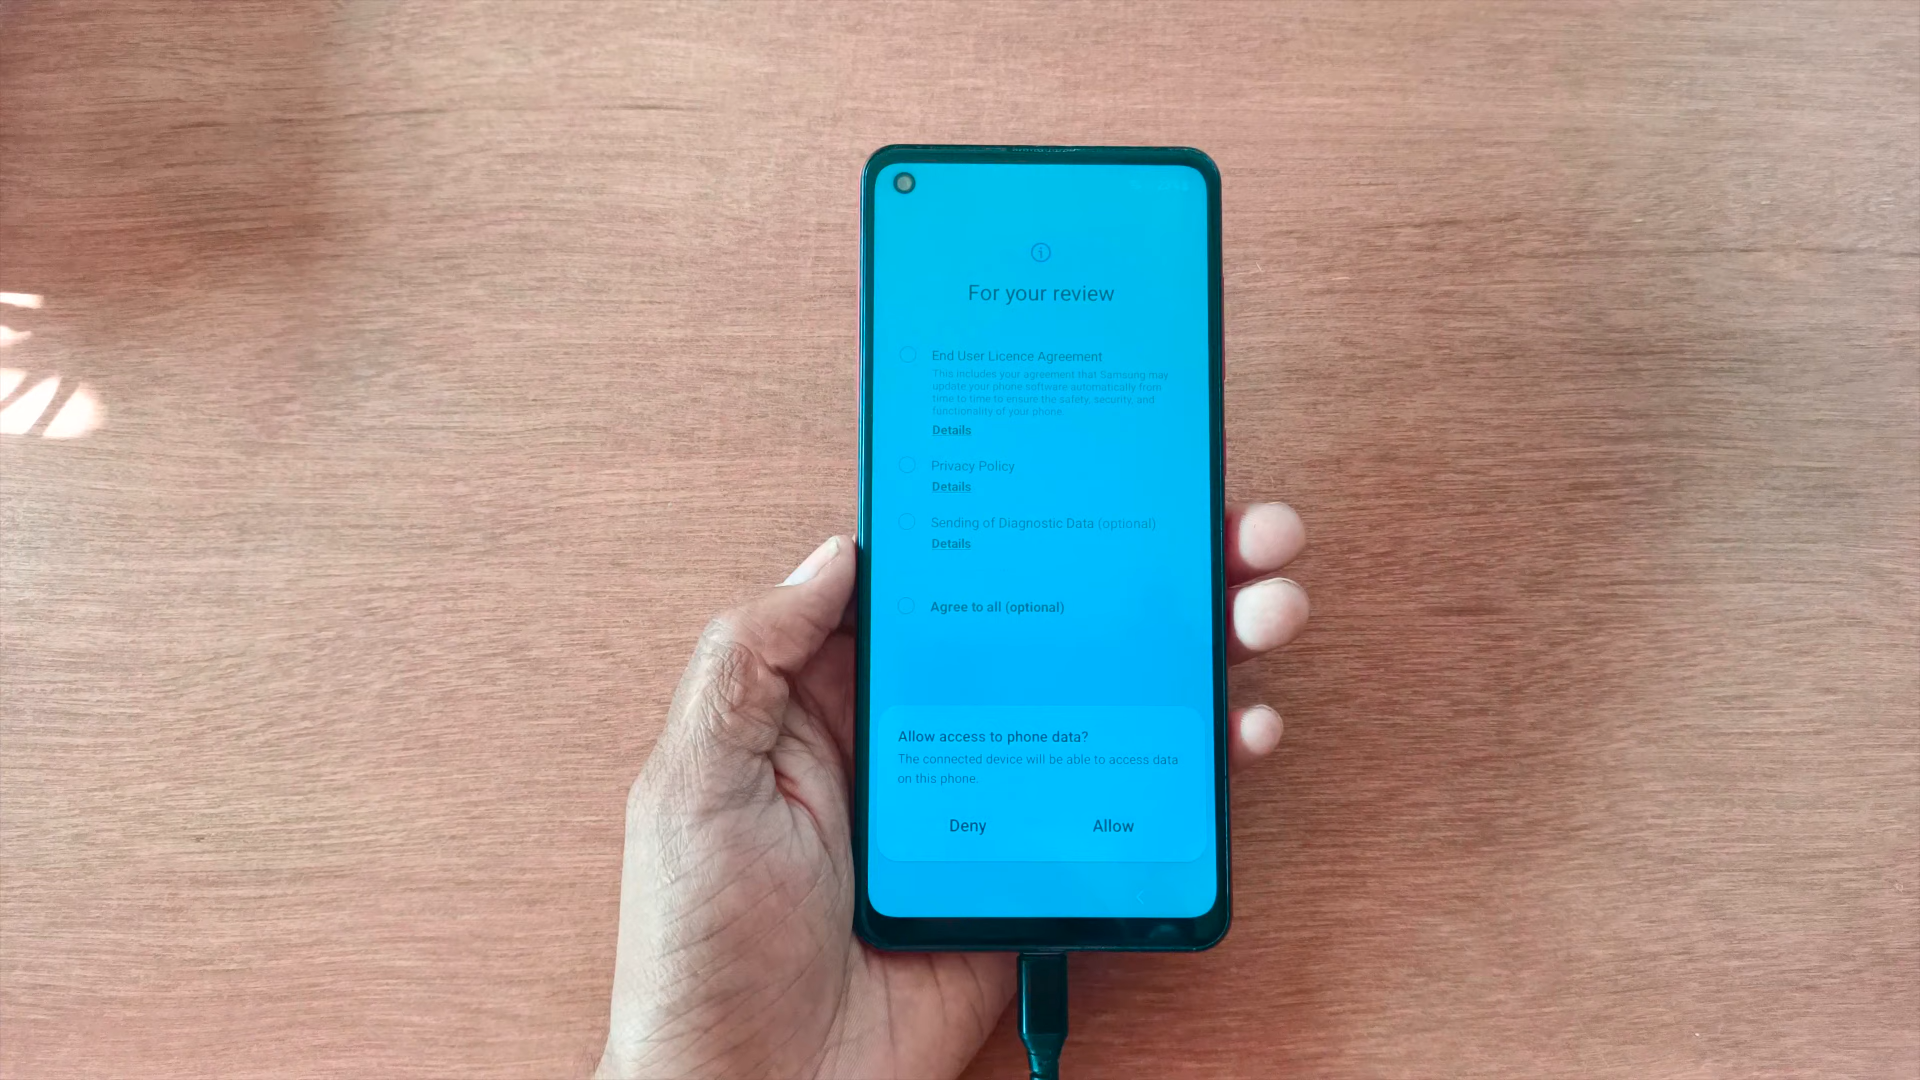 For your review
End User Licence Agreement
This includes your agreement that Samsung may
update your phone software automatically from
time to time to ensure the safety, security, and
functionality of your phone.
Details
Privacy Policy
Details
Sending of Diagnostic Data (optional)
Details
Agree to all (optional)
Allow access to phone data?
The connected device will be able to access data
on this phone.
Deny Allow